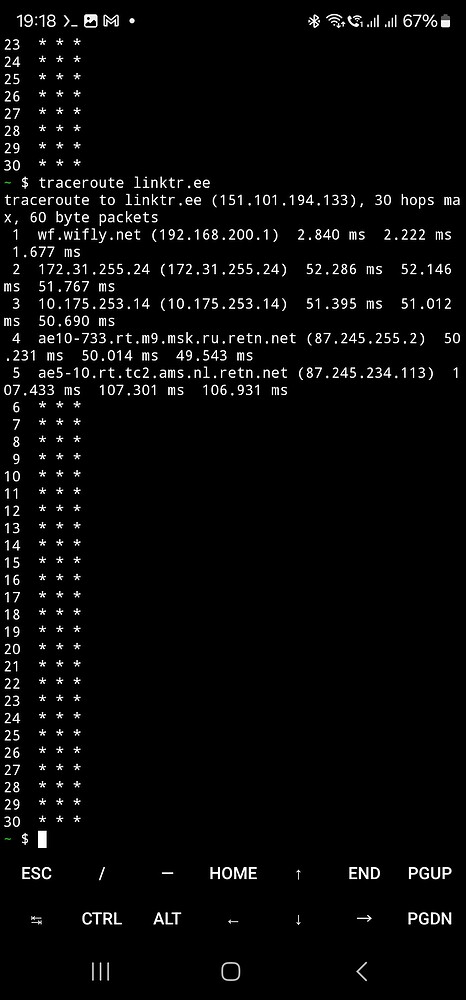 19:18 67%
23 * * *
24 * * *
25 * * *
26 * * *
27 * * *
28 * * *
29 * * *
30 * * *
~ $ traceroute linktr.ee
traceroute to linktr.ee (151.101.194.133), 30 hops ma
x, 60 byte packets
1 wf.wifly.net (192.168.200.1) 2.840 ms 2.222 ms
1.677 ms
2 172.31.255.24 (172.31.255.24) 52.286 ms 52.146
ms 51.767 ms
3 10.175.253.14 (10.175.253.14) 51.395 ms 51.012
ms 50.690 ms
4 ae10-733.rt.m9.msk.ru.retn.net (87.245.255.2) 50
.231 ms 50.014 ms 49.543 ms
5 ae5-10.rt.tc2.ams.nl.retn.net (87.245.234.113) 1
07.433 ms 107.301 ms 106.931 ms
6 * * *
7 * * *
8 * * *
9 * * *
10 * * *
11 * * *
12 * * *
13 * * *
14 * * *
15 * * *
16 * * *
17 * * *
18 * * *
19 * * *
20 * * *
21 * * *
22 * * *
23 * * *
24 * * *
25 * * *
26 * * *
27 * * *
28 * * *
29 * * *
30 * * *
~ $
ESC / — HOME ↑ END PGUP
↹ CTRL ALT ← ↓ → PGDN